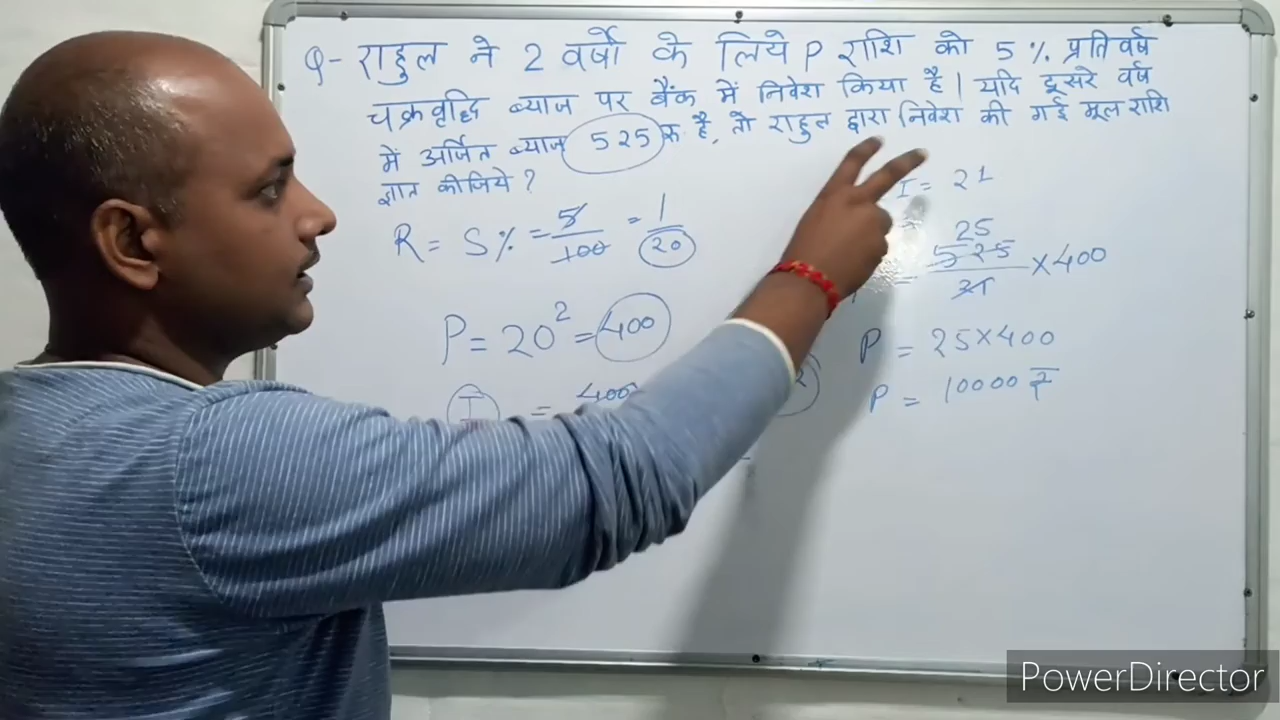 Q- राहुल ने 2 वर्षो के लिये P राशि को 5 % प्रति वर्ष
चक्रवृद्धि ब्याज पर बैंक में निवेश किया है । यदि दूसरे वर्ष
में अर्जित ब्याज 525 रू है, तो राहुल द्वारा निवेश की गई मूल राशि
ज्ञात कीजिये ?
R = 5% = 5/100 = 1/20
P = 20² = 400
I = 400
I = 21
25
= 525/21 × 400
P = 25×400
P = 10000 ₹
PowerDirector